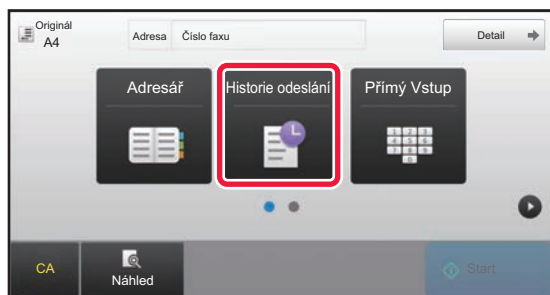 Originál
A4
Adresa
Číslo faxu
Detail
Adresář
Historie odeslání
Přímý Vstup
CA
Náhled
Start